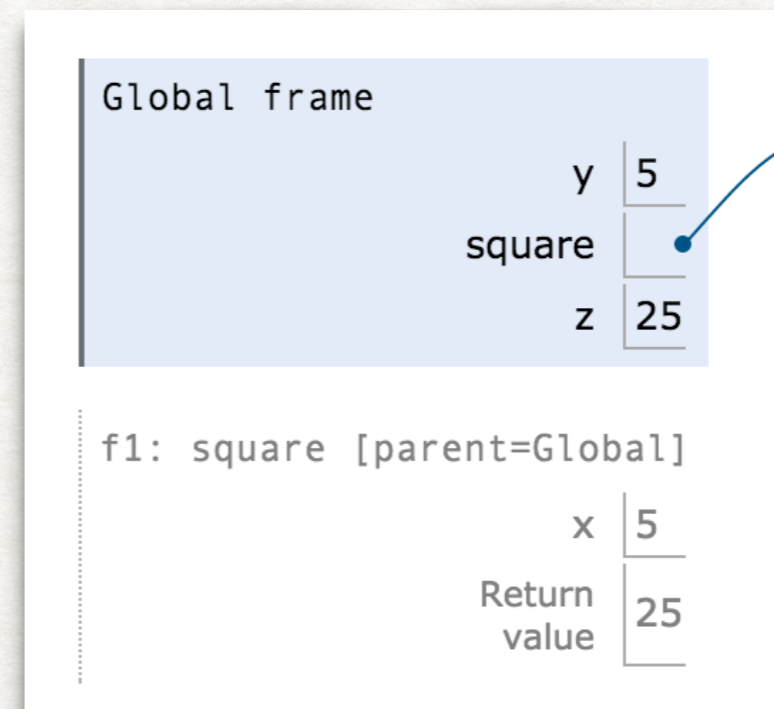 Global frame
y 5
square
z 25
f1: square [parent=Global]
x 5
Return
value 25